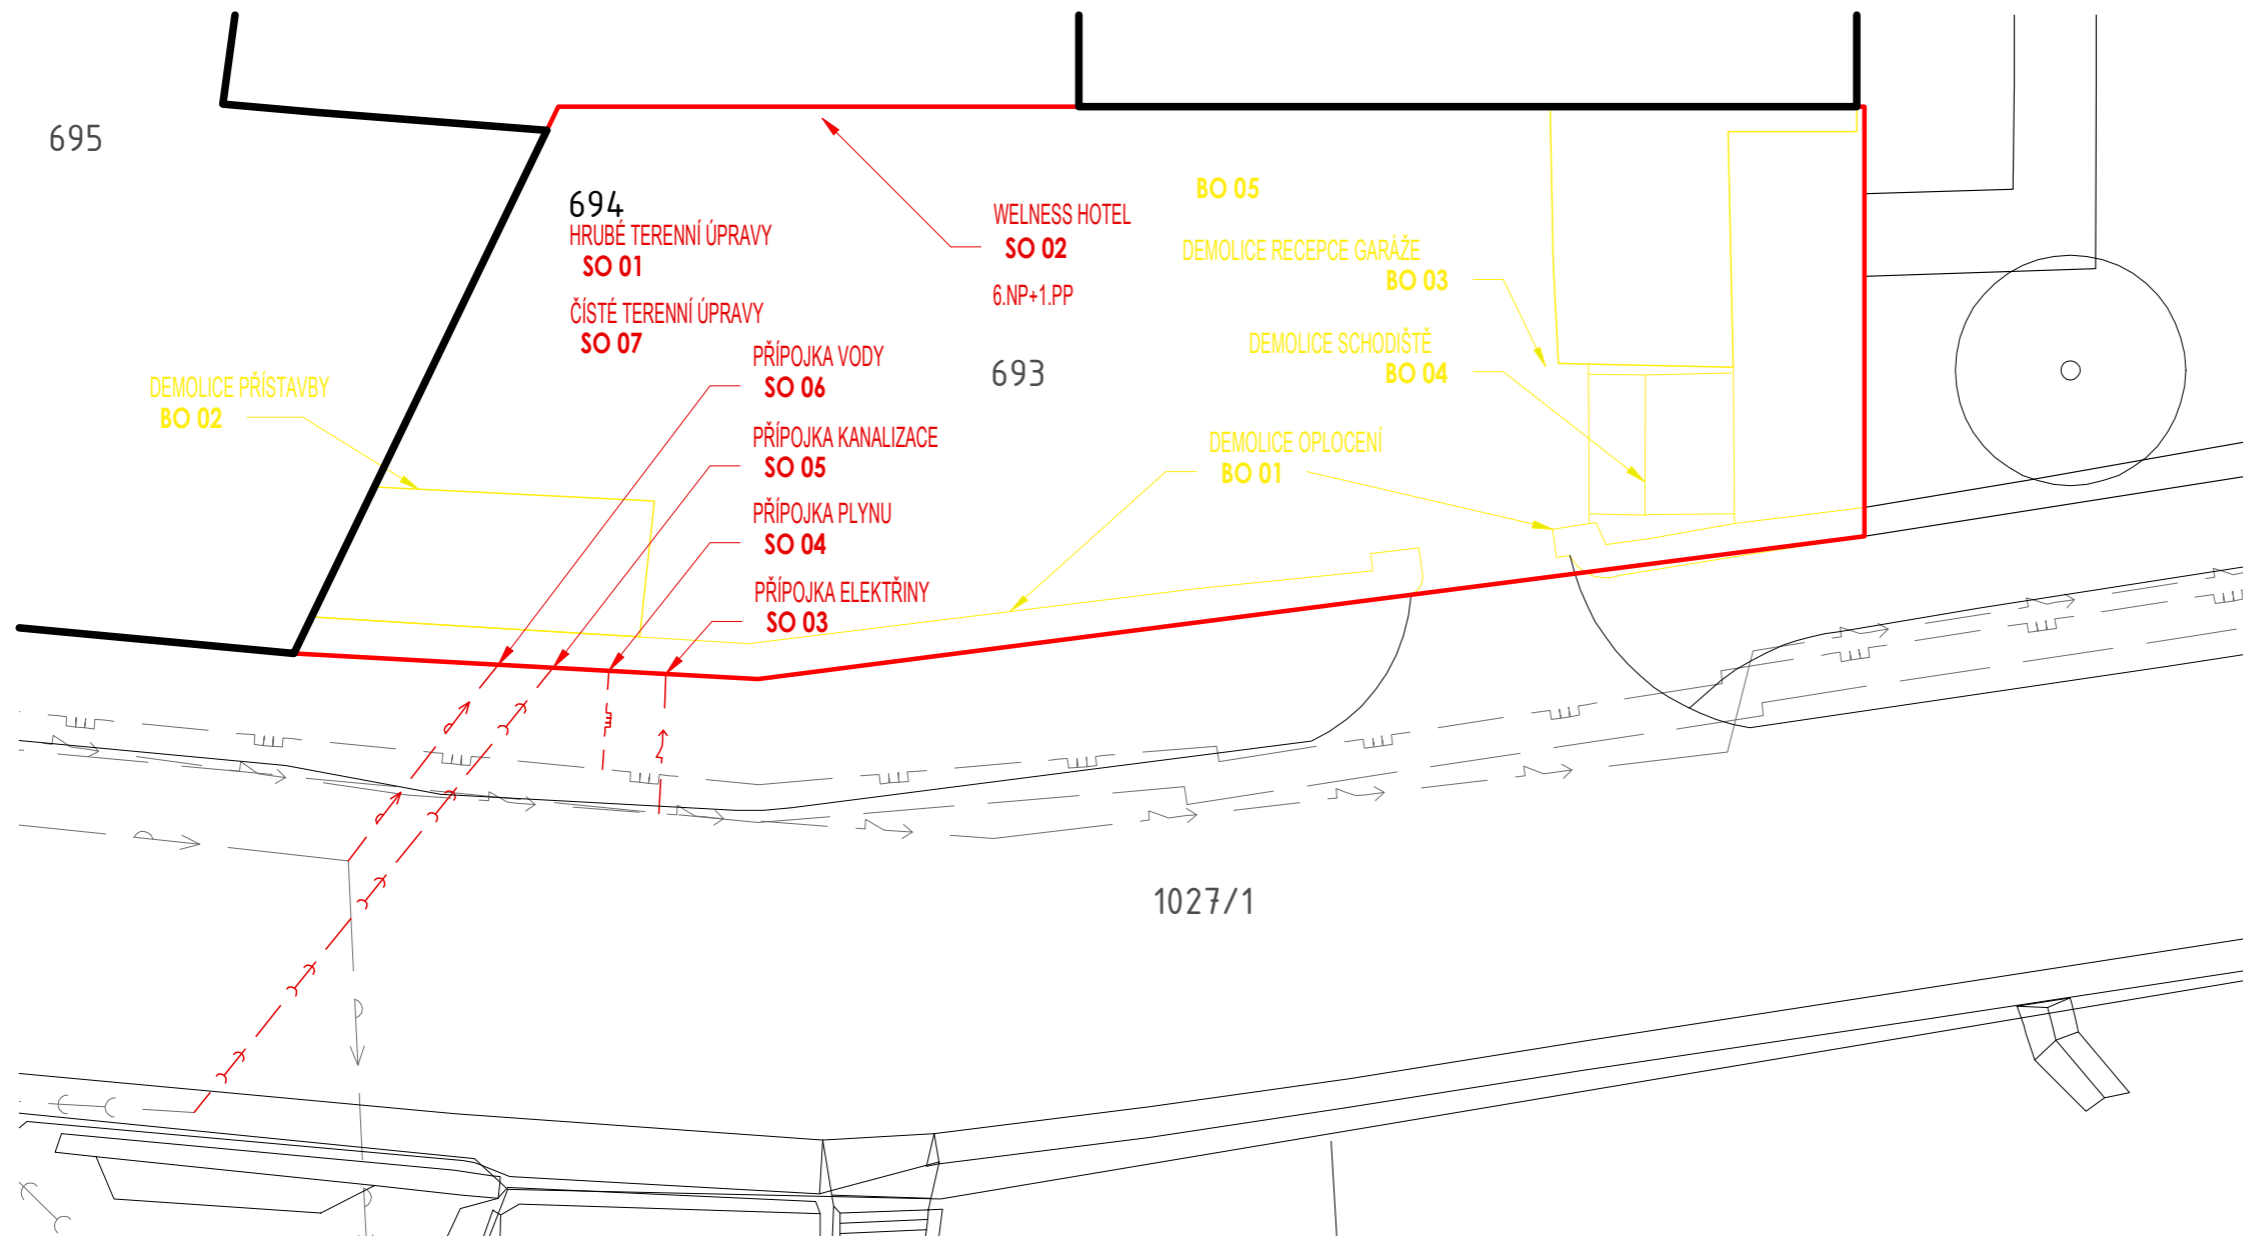 695
694
HRUBÉ TERENNÍ ÚPRAVY
SO 01
ČÍSTÉ TERENNÍ ÚPRAVY
SO 07
WELNESS HOTEL
SO 02
6.NP+1.PP
693
BO 05
DEMOLICE RECEPCE GARÁŽE
BO 03
DEMOLICE SCHODIŠTĚ
BO 04
DEMOLICE OPLOCENÍ
BO 01
DEMOLICE PŘÍSTAVBY
BO 02
PŘÍPOJKA VODY
SO 06
PŘÍPOJKA KANALIZACE
SO 05
PŘÍPOJKA PLYNU
SO 04
PŘÍPOJKA ELEKTŘINY
SO 03
1027/1